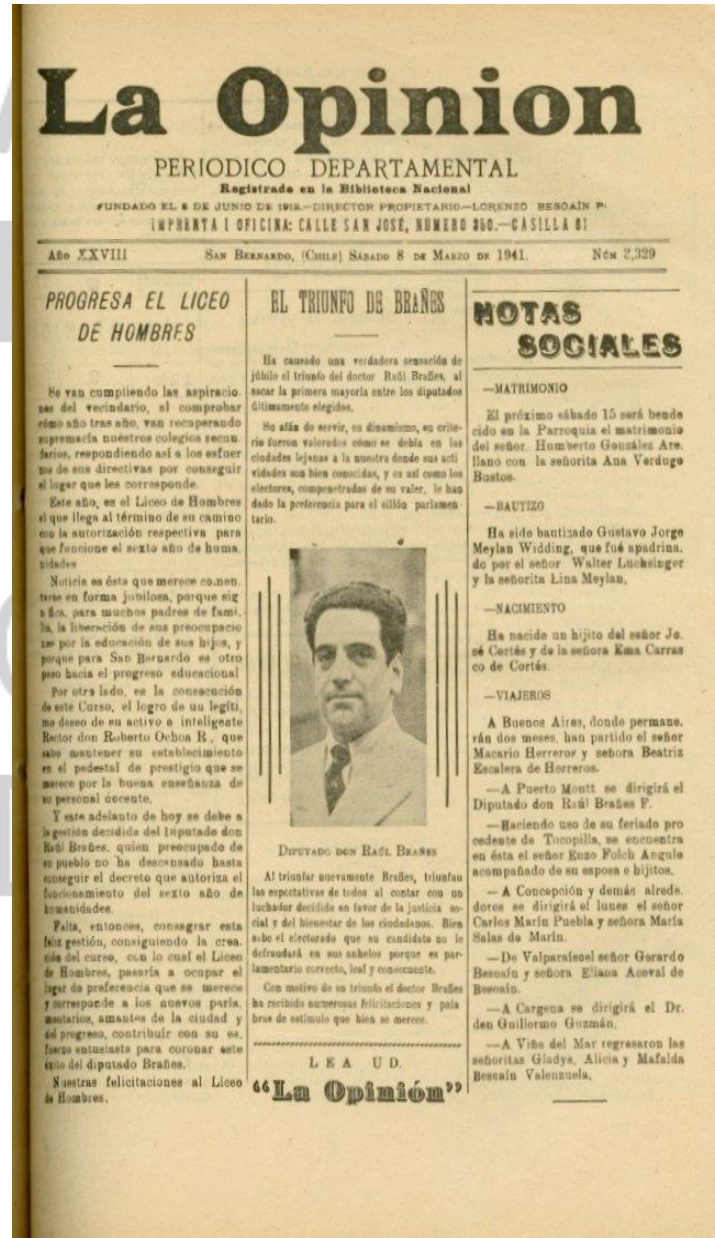 La Opinion
PERIODICO DEPARTAMENTAL
Registrado en la Biblioteca Nacional
FUNDADO EL 6 DE JUNIO DE 1913.—DIRECTOR PROPIETARIO—LORENZO BESOAÍN P.
IMPRENTA I OFICINA: CALLE SAN JOSÉ, NUMERO 350.—CASILLA 81
Año XXVIII
SAN BERNARDO, (CHILE) SÁBADO 8 DE MARZO DE 1941.
Núm 2,329
PROGRESA EL LICEO
DE HOMBRES
Se van cumpliendo las aspiracio
nes del vecindario, al comprobar
cómo año tras año, van recuperando
supremacía nuestros colegios secun
darios, respondiendo así a los esfuer
zos de sus directivas por conseguir
el lugar que les corresponde.
Este año, es el Liceo de Hombres
el que llega al término de su camino
con la autorización respectiva para
que funcione el sexto año de huma
nidades
Noticia es ésta que merece comen.
tarse en forma jubilosa, porque sig
nifica, para muchos padres de fami.
lia, la liberación de sus preocupacio
nes por la educación de sus hijos, y
porque para San Bernardo es otro
paso hacia el progreso educacional
Por otro lado, es la consecución
de este Curso, el logro de un legíti,
mo deseo de su activo e inteligente
Rector don Roberto Ochoa R, que
sabe mantener su establecimiento
en el pedestal de prestigio que se
merece por la buena enseñanza de
su personal docente.
Y este adelanto de hoy se debe a
la gestión decidida del Diputado don
Raúl Brañes, quien preocupado de
su pueblo no ha descansado hasta
conseguir el decreto que autoriza el
funcionamiento del sexto año de
humanidades.
Falta, entonces, consagrar esta
feliz gestión, consiguiendo la crea.
ción del curso, con lo cual el Liceo
de Hombres, pasaría a ocupar el
lugar de preferencia que se merece
y corresponde a los nuevos parla.
mentarios, amantes de la ciudad y
del progreso, contribuir con su es.
fuerzo entusiasta para coronar este
éxito del diputado Brañes.
Nuestras felicitaciones al Liceo
de Hombres.
EL TRIUNFO DE BRAÑES
Ha causado una verdadera sensación de
júbilo el triunfo del doctor Raúl Brañes, al
sacar la primera mayoría entre los diputados
últimamente elegidos.
Su afán de servir, su dinamismo, su crite-
rio fueron valorados cómo se debía en las
ciudades lejanas a la nuestra donde sus acti
vidades son bien conocidas, y es así como los
electores, compenetrados de su valer, le han
dado la preferencia para el sillón parlamen-
tario.
DIPUTADO DON RAÚL BRAÑES
Al triunfar nuevamente Brañes, triunfan
las espectativas de todos al contar con un
luchador decidido en favor de la justicia so-
cial y del bienestar de los ciudadanos. Bien
sabe el electorado que su candidato no le
defraudará en sus anhelos porque es par-
lamentario correcto, leal y consecuente.
Con motivo de su triunfo el doctor Brañes
ha recibido numerosas felicitaciones y pala
bras de estímulo que bien se merece.
LEA UD.
“La Opinión”
NOTAS
SOCIALES
—MATRIMONIO
El próximo sábado 15 será bende
cido en la Parroquia el matrimonio
del señor Humberto González Are.
llano con la señorita Ana Verdugo
Bustos.
—BAUTIZO
Ha sido bautizado Gustavo Jorge
Meylan Widding, que fué apadrina.
do por el señor Walter Luchsinger
y la señorita Lina Meylan,
—NACIMIENTO
Ha nacido un hijito del señor Jo.
sé Cortés y de la señora Ema Carras
co de Cortés.
—VIAJEROS
A Buenos Aires, donde permane.
rán dos meses, han partido el señor
Macario Herreros y señora Beatriz
Escalera de Herreros.
—A Puerto Montt se dirigirá el
Diputado don Raúl Brañes F.
—Haciendo uso de su feriado pro
cedente de Tocopilla, se encuentra
en ésta el señor Enzo Folch Angulo
acompañado de su esposa e hijitos.
— A Concepción y demás alrede.
dores se dirigirá el lunes el señor
Carlos Marín Puebla y señora María
Salas de Marín.
—De Valparaísoel señor Gerardo
Besoaín y señora Eliana Aceval de
Besoaín.
—A Cargena se dirigirá el Dr.
don Guillermo Guzmán,
—A Viña del Mar regresaron las
señoritas Gladys, Alicia y Mafalda
Bescaín Valenzuela,